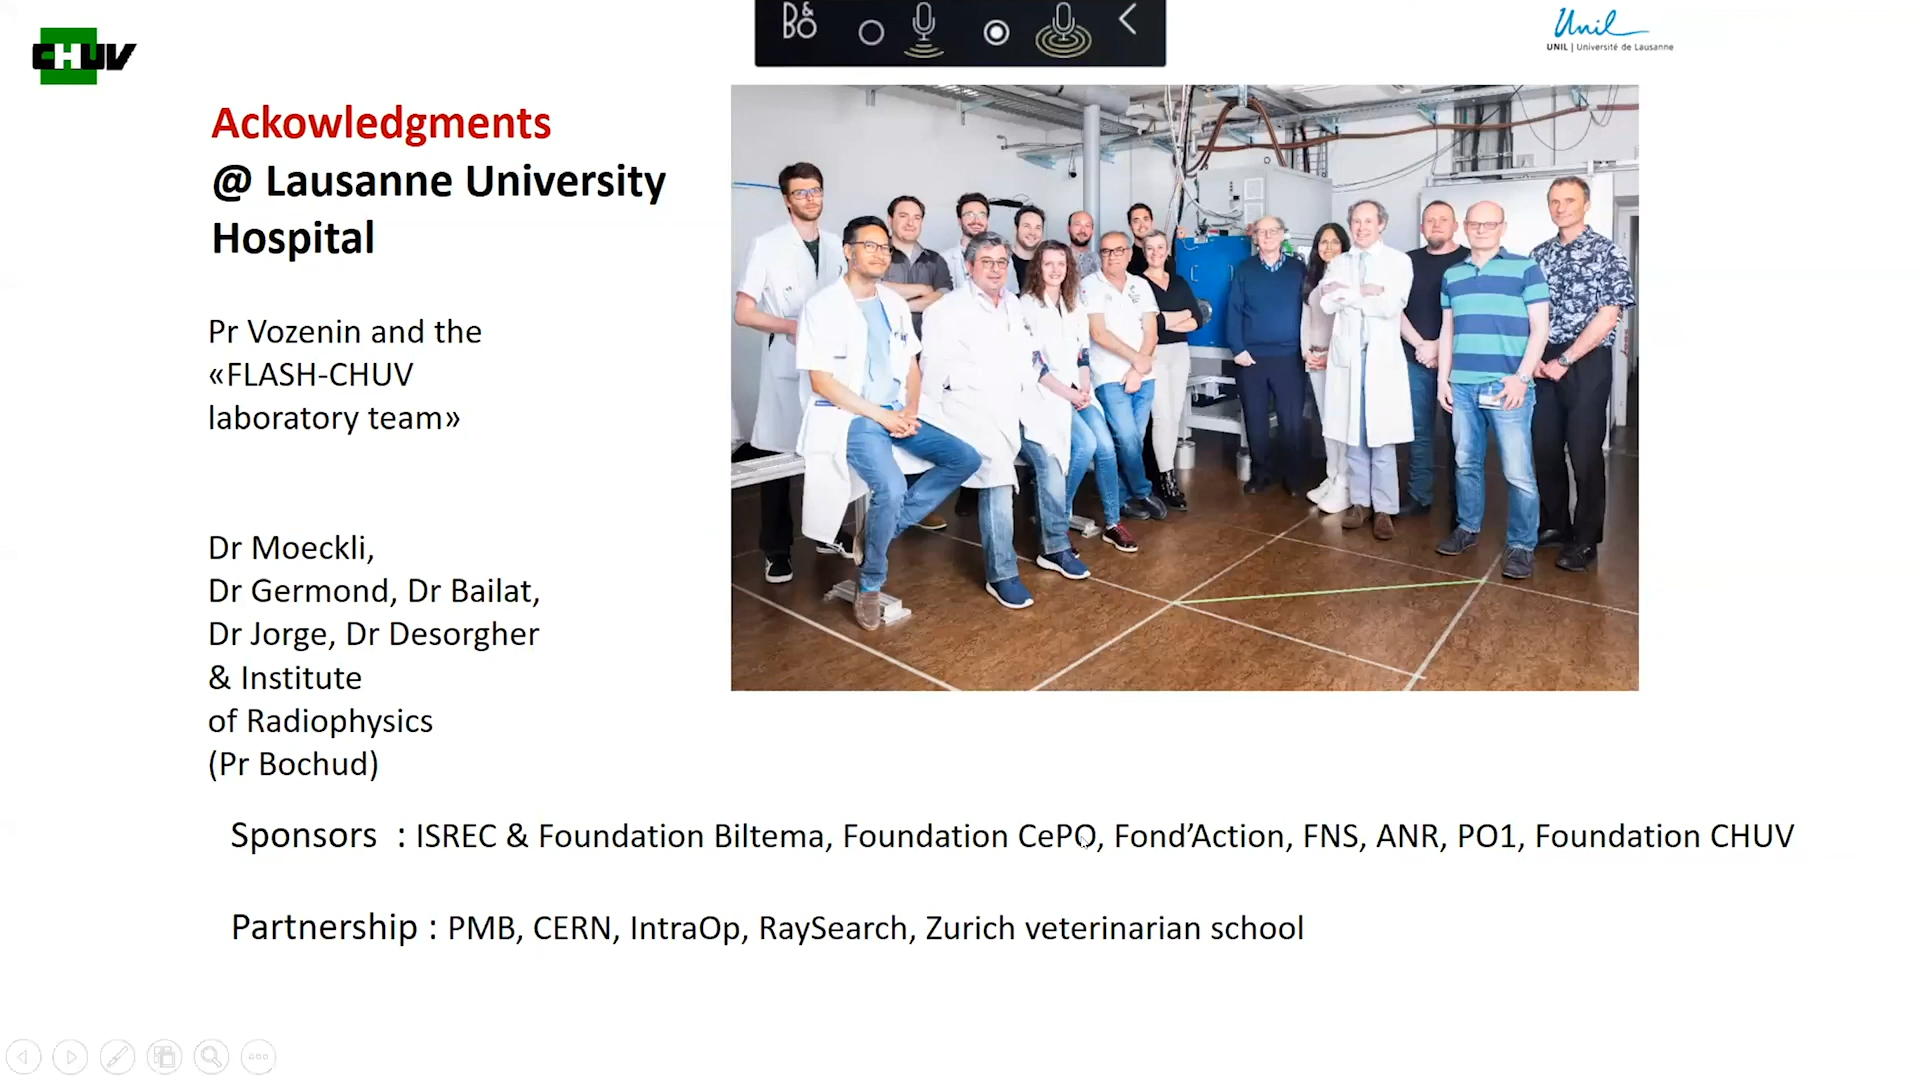 B&O
CHUV
Unil
UNIL | Université de Lausanne
Ackowledgments
@ Lausanne University
Hospital
Pr Vozenin and the
«FLASH-CHUV
laboratory team»
Dr Moeckli,
Dr Germond, Dr Bailat,
Dr Jorge, Dr Desorgher
& Institute
of Radiophysics
(Pr Bochud)
Sponsors : ISREC & Foundation Biltema, Foundation CePO, Fond’Action, FNS, ANR, PO1, Foundation CHUV
Partnership : PMB, CERN, IntraOp, RaySearch, Zurich veterinarian school